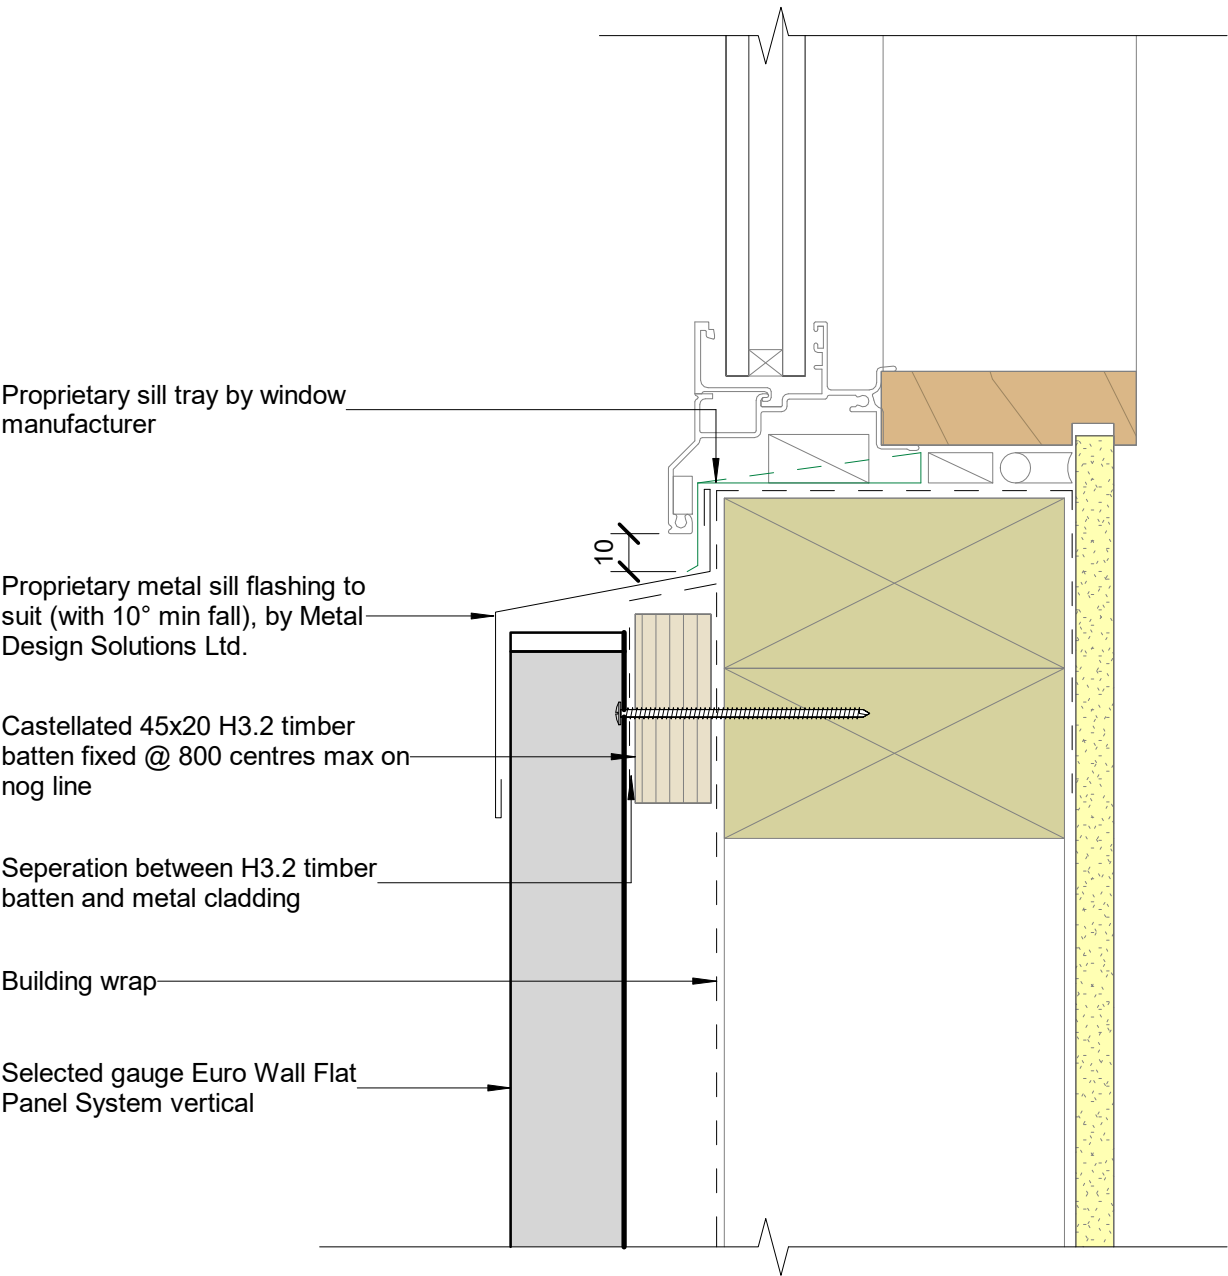 Proprietary sill tray by window
manufacturer
10
Proprietary metal sill flashing to
suit (with 10° min fall), by Metal
Design Solutions Ltd.
Castellated 45x20 H3.2 timber
batten fixed @ 800 centres max on
nog line
Seperation between H3.2 timber
batten and metal cladding
Building wrap
Selected gauge Euro Wall Flat
Panel System vertical